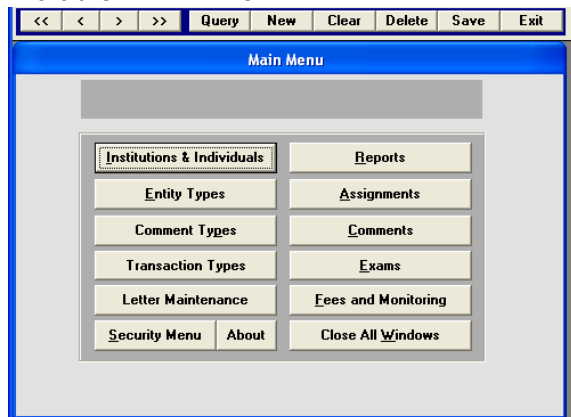 << < > >> Query New Clear Delete Save Exit
Main Menu
Institutions & Individuals Reports
Entity Types Assignments
Comment Types Comments
Transaction Types Exams
Letter Maintenance Fees and Monitoring
Security Menu About Close All Windows